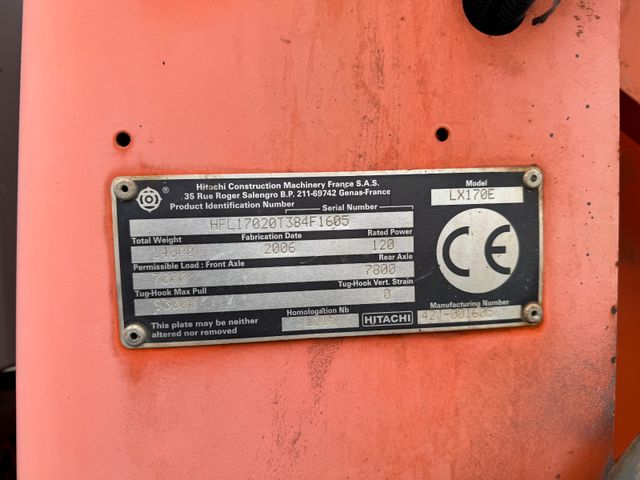 Hitachi Construction Machinery France S.A.S.
35 Rue Roger Salengro B.P. 211-69742 Genas-France
Product Identification Number
Serial Number
Model
LX170E
HFL17020T384F1605
Total Weight
Fabrication Date
Rated Power
2006
120
Permissible Load : Front Axle
Rear Axle
7800
Tug-Hook Max Pull
Tug-Hook Vert. Strain
0
CE
Manufacturing Number
This plate may be neither
altered nor removed
Homologation Nb
HITACHI
421-001605